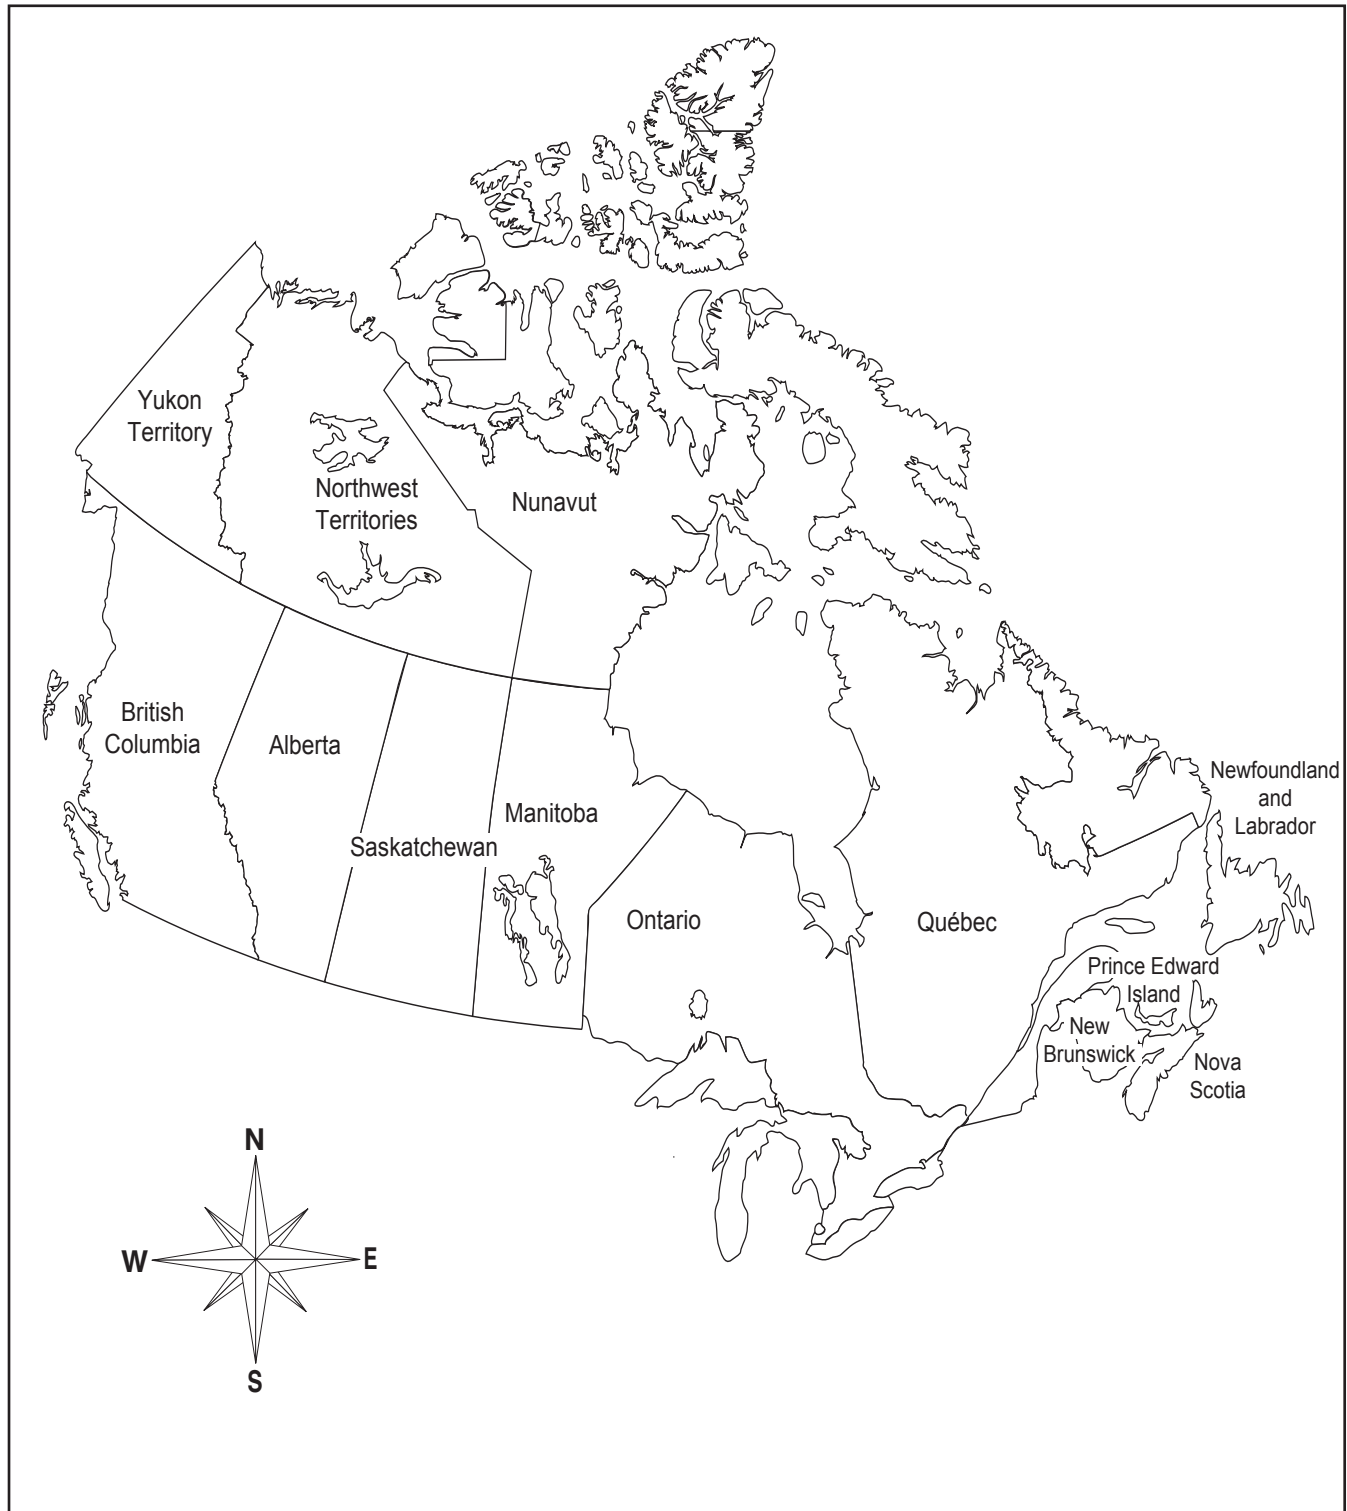 Yukon
Territory
Northwest
Territories
Nunavut
British
Columbia
Alberta
Saskatchewan
Manitoba
Ontario
Québec
Newfoundland
and
Labrador
Prince Edward
Island
New
Brunswick
Nova
Scotia
N
W
E
S